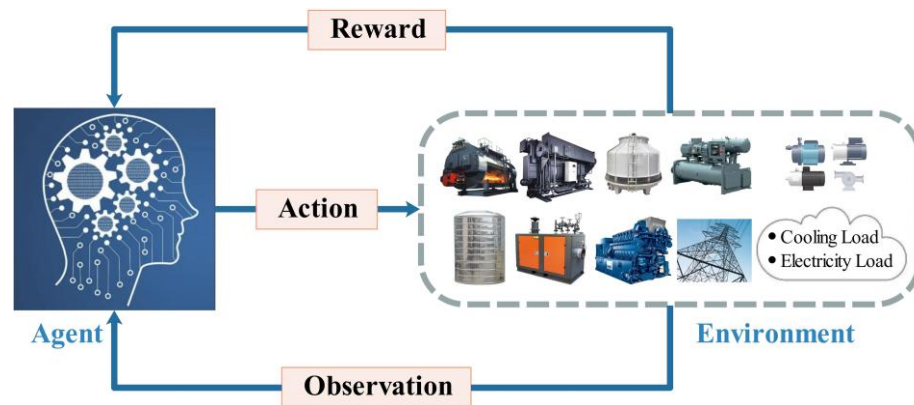 Reward
Action
● Cooling Load
● Electricity Load
Agent
Environment
Observation